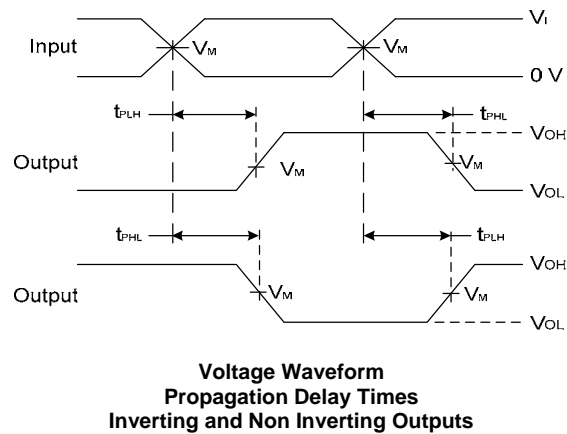 Vı
Input
VM
VM
0 V
tPLH
tPHL
VOH
Output
VM
VM
VOL
tPHL
tPLH
VOH
Output
VM
VM
VOL
Voltage Waveform
Propagation Delay Times
Inverting and Non Inverting Outputs